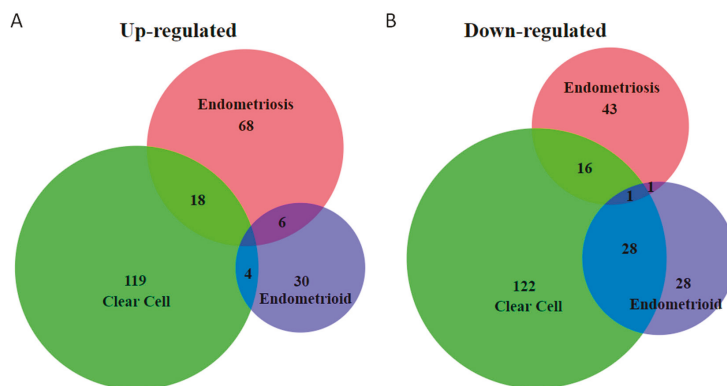 A
Up-regulated
Endometriosis
68
18
6
4
119
Clear Cell
30
Endometrioid
B
Down-regulated
Endometriosis
43
16
1
1
28
122
Clear Cell
28
Endometrioid